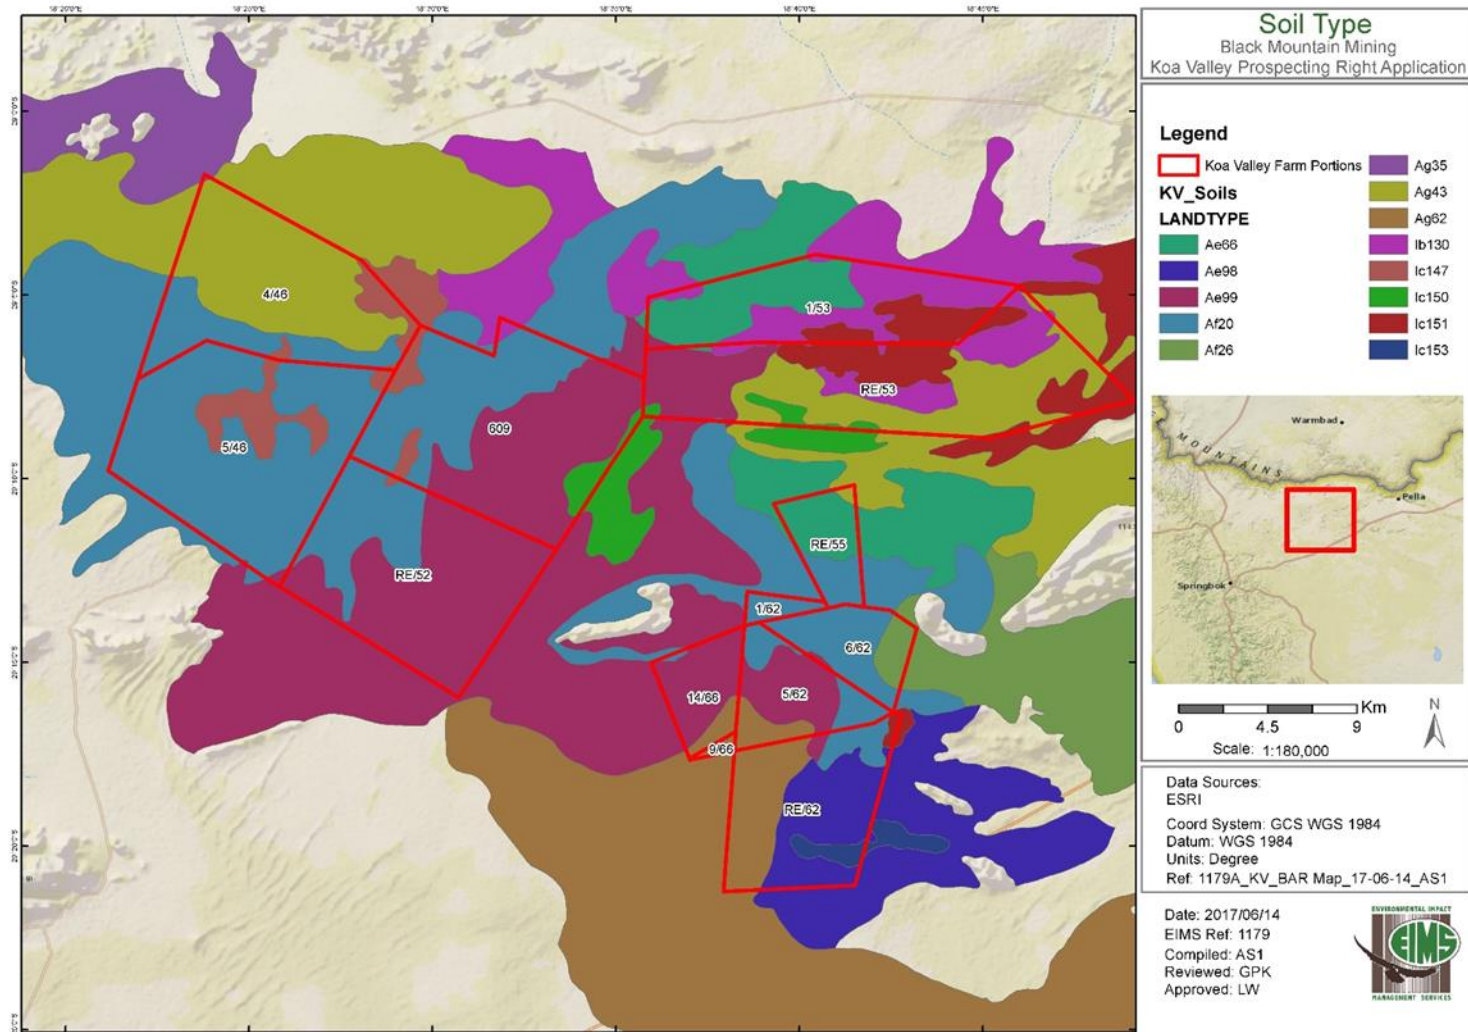 Soil Type
Black Mountain Mining
Koa Valley Prospecting Right Application
Legend
Koa Valley Farm Portions
KV_Soils
LANDTYPE
Ae66
Ae98
Ae99
Af20
Af26
Ag35
Ag43
Ag62
Ib130
Ic147
Ic150
Ic151
Ic153
4/46
1/53
RE/53
609
5/46
RE/55
RE/52
1/62
6/62
14/66
5/62
9/66
RE/62
Warmbad
MOUNTAINS
Pella
Springbok
0 4.5 9 Km
N
Scale: 1:180,000
Data Sources:
ESRI
Coord System: GCS WGS 1984
Datum: WGS 1984
Units: Degree
Ref: 1179A_KV_BAR Map_17-06-14_AS1
Date: 2017/06/14
EIMS Ref: 1179
Compiled: AS1
Reviewed: GPK
Approved: LW
ENVIRONMENTAL IMPACT
EIMS
MANAGEMENT SERVICES